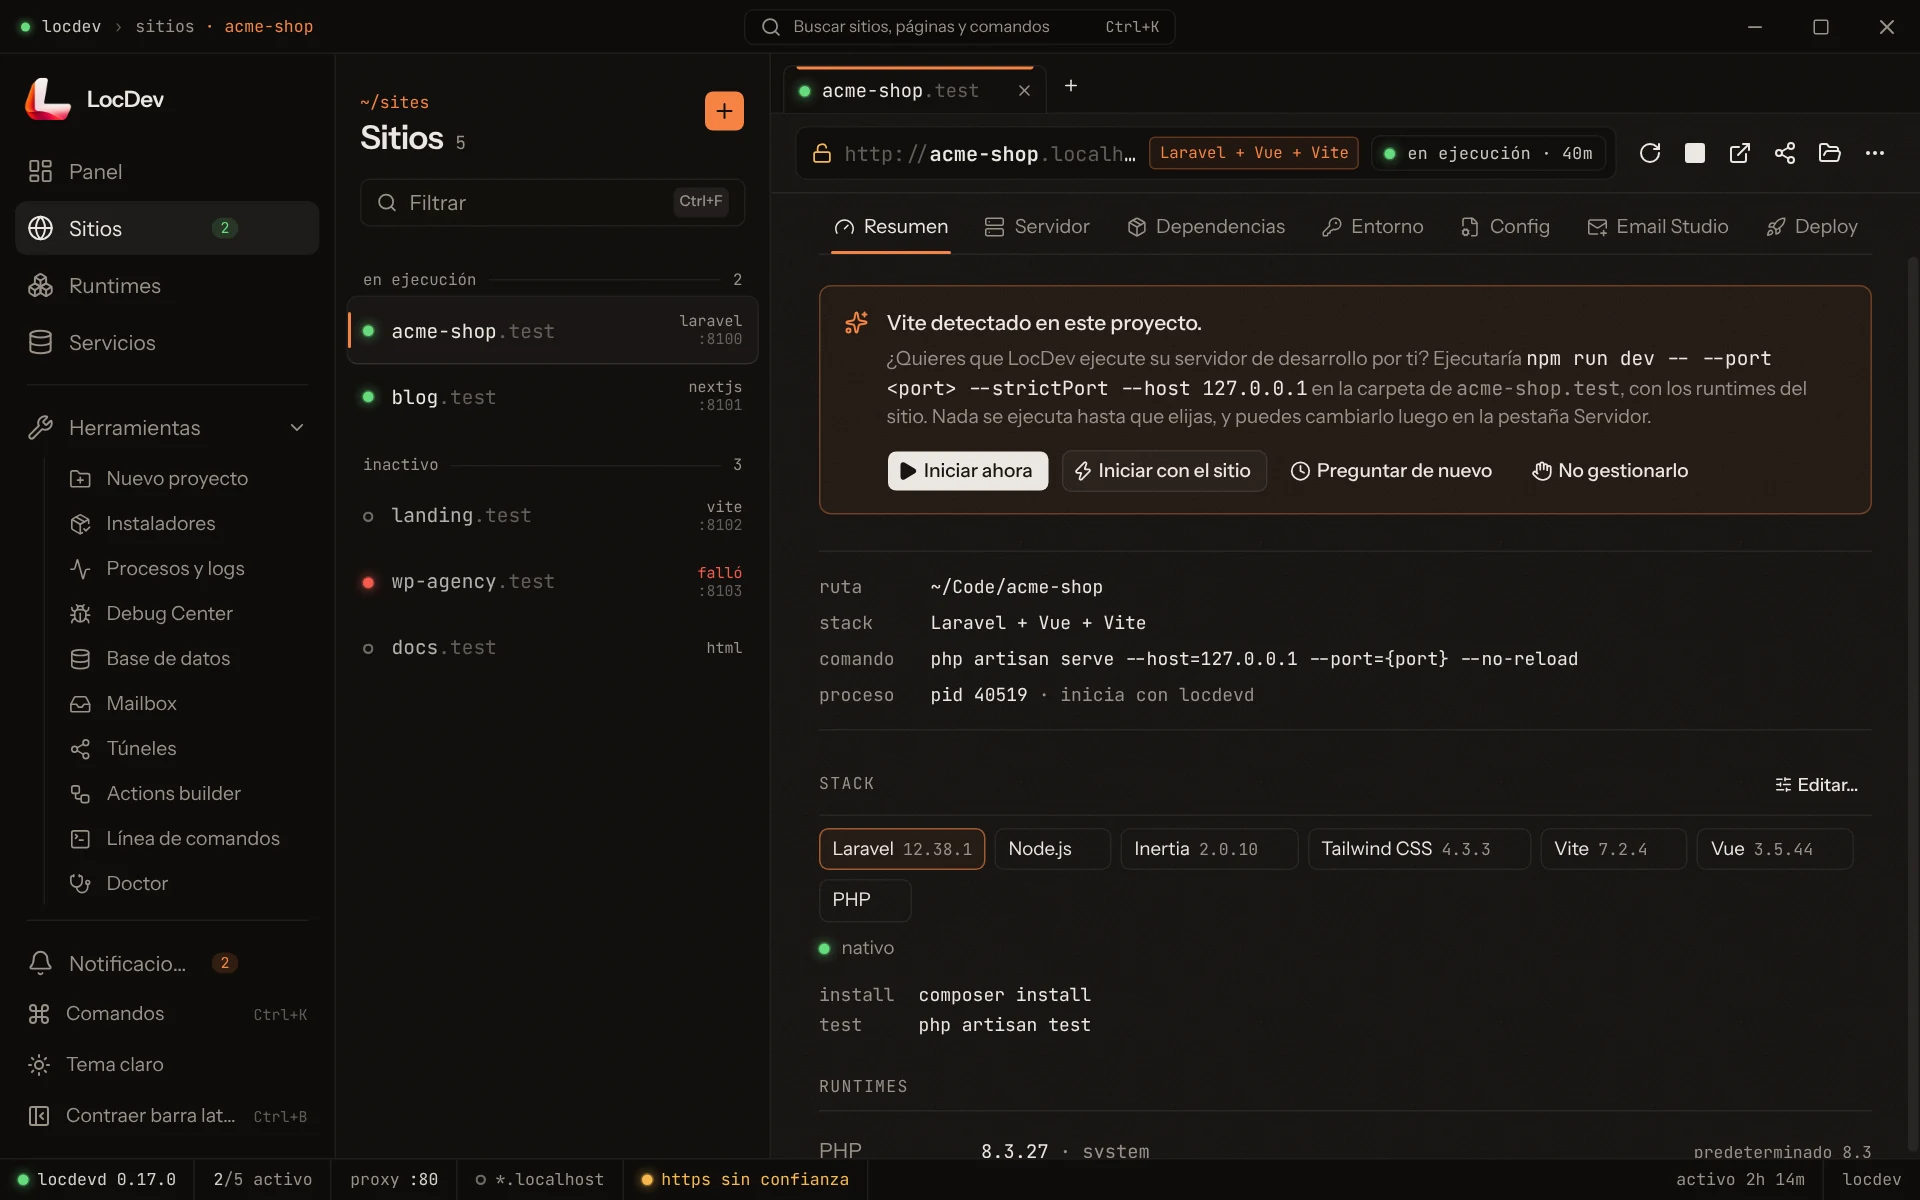 locdev › sitios · acme-shop
Buscar sitios, páginas y comandos Ctrl+K
LocDev
Panel
Sitios 2
Runtimes
Servicios
Herramientas
Nuevo proyecto
Instaladores
Procesos y logs
Debug Center
Base de datos
Mailbox
Túneles
Actions builder
Línea de comandos
Doctor
Notificacio... 2
Comandos Ctrl+K
Tema claro
Contraer barra lat... Ctrl+B
~/sites
Sitios 5
Filtrar Ctrl+F
en ejecución 2
acme-shop.test laravel
:8100
blog.test nextjs
:8101
inactivo 3
landing.test vite
:8102
wp-agency.test falló
:8103
docs.test html
acme-shop.test
http://acme-shop.localh… Laravel + Vue + Vite en ejecución · 40m
Resumen Servidor Dependencias Entorno Config Email Studio Deploy
Vite detectado en este proyecto.
¿Quieres que LocDev ejecute su servidor de desarrollo por ti? Ejecutaría npm run dev -- --port
<port> --strictPort --host 127.0.0.1 en la carpeta de acme-shop.test, con los runtimes del
sitio. Nada se ejecuta hasta que elijas, y puedes cambiarlo luego en la pestaña Servidor.
Iniciar ahora Iniciar con el sitio Preguntar de nuevo No gestionarlo
ruta ~/Code/acme-shop
stack Laravel + Vue + Vite
comando php artisan serve --host=127.0.0.1 --port={port} --no-reload
proceso pid 40519 · inicia con locdevd
STACK Editar...
Laravel 12.38.1 Node.js Inertia 2.0.10 Tailwind CSS 4.3.3 Vite 7.2.4 Vue 3.5.44
PHP
nativo
install composer install
test php artisan test
RUNTIMES
PHP 8.3.27 · system predeterminado 8.3
locdevd 0.17.0 2/5 activo proxy :80 *.localhost https sin confianza activo 2h 14m locdev